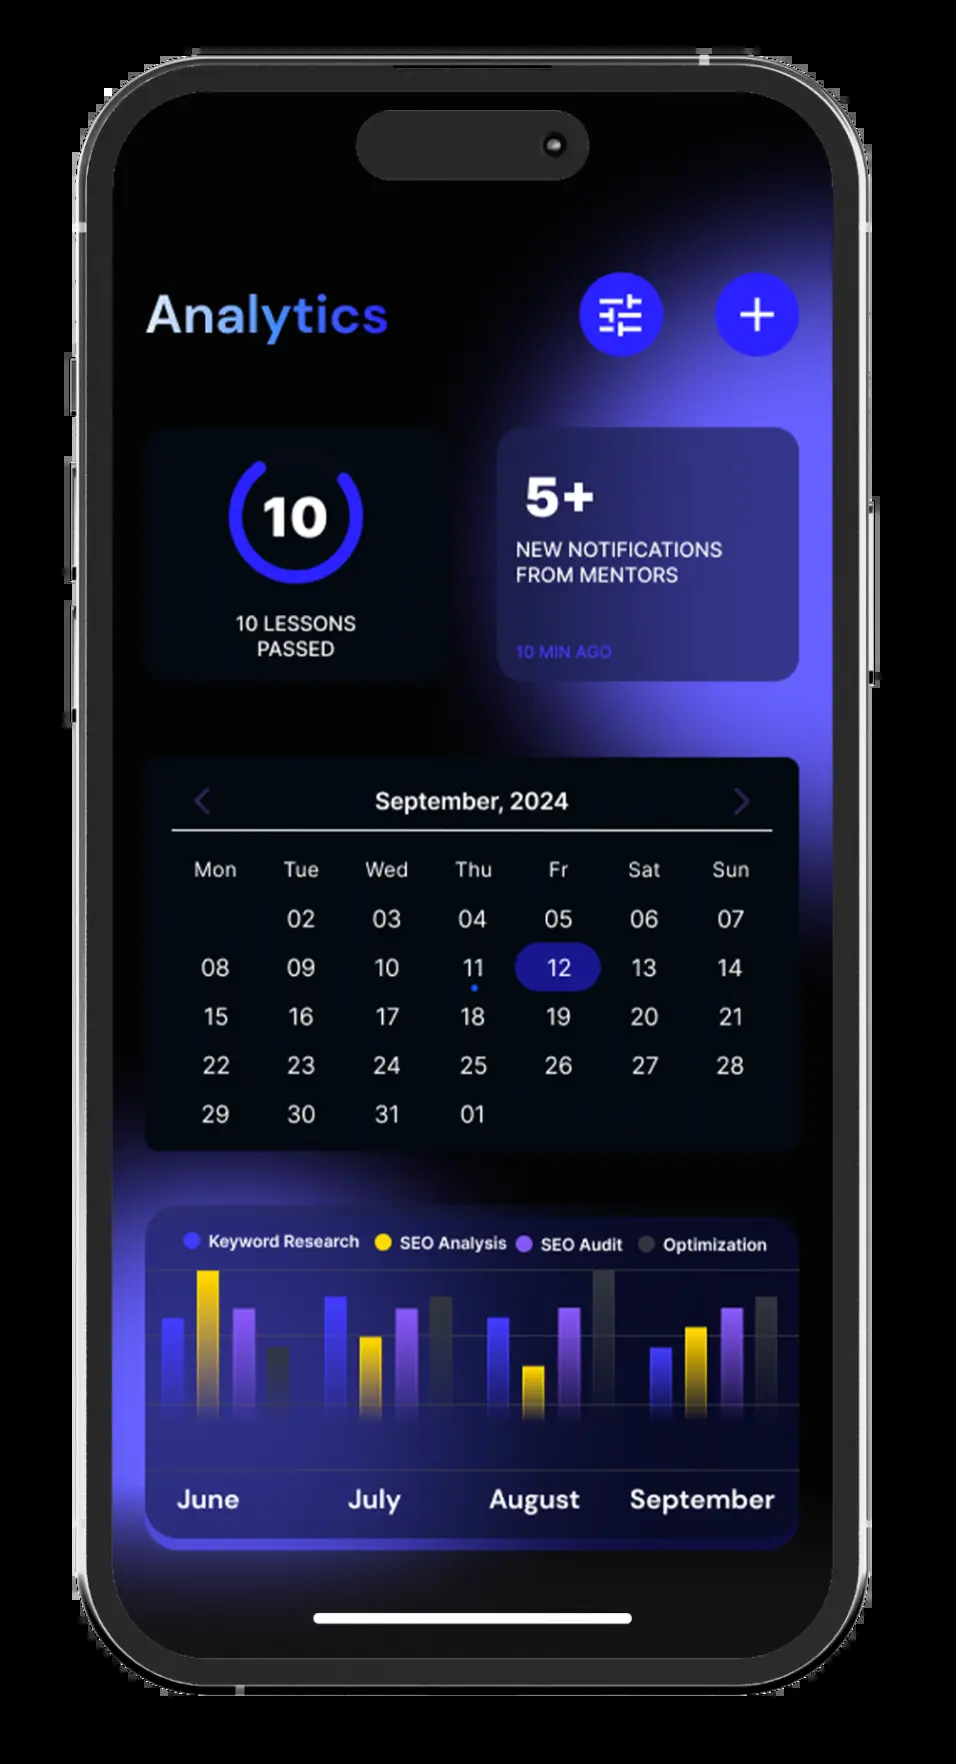 Analytics
10
10 LESSONS
PASSED
5+
NEW NOTIFICATIONS
FROM MENTORS
10 MIN AGO
September, 2024
Mon Tue Wed Thu Fr Sat Sun
02 03 04 05 06 07
08 09 10 11 12 13 14
15 16 17 18 19 20 21
22 23 24 25 26 27 28
29 30 31 01
Keyword Research SEO Analysis SEO Audit Optimization
June July August September